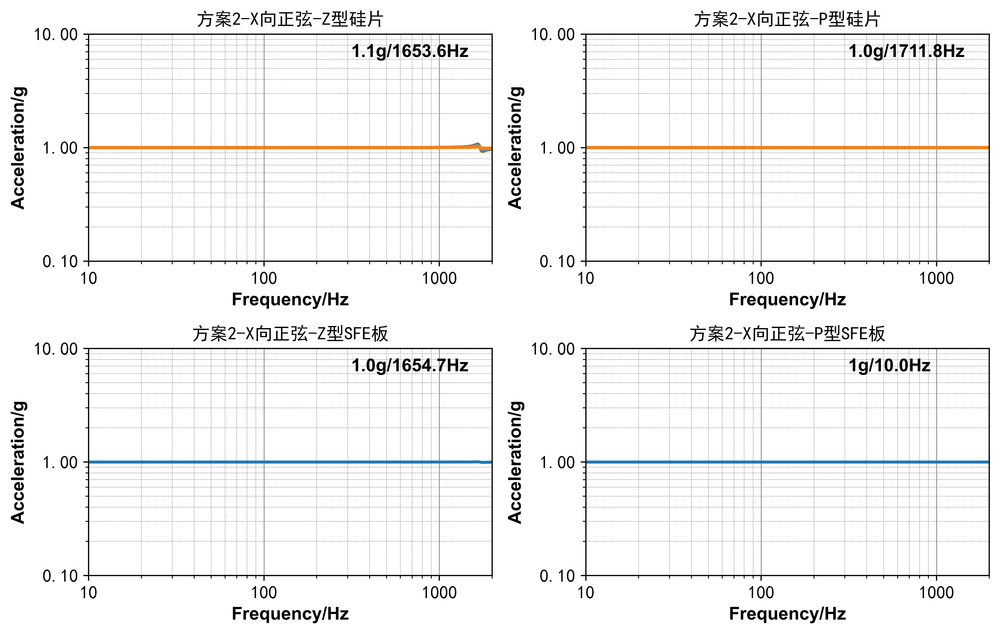 方案2-X向正弦-Z型硅片
1.1g/1653.6Hz
10.00
1.00
0.10
Acceleration/g
10
100
1000
Frequency/Hz
方案2-X向正弦-P型硅片
1.0g/1711.8Hz
10.00
1.00
0.10
Acceleration/g
10
100
1000
Frequency/Hz
方案2-X向正弦-Z型SFE板
1.0g/1654.7Hz
10.00
1.00
0.10
Acceleration/g
10
100
1000
Frequency/Hz
方案2-X向正弦-P型SFE板
1g/10.0Hz
10.00
1.00
0.10
Acceleration/g
10
100
1000
Frequency/Hz